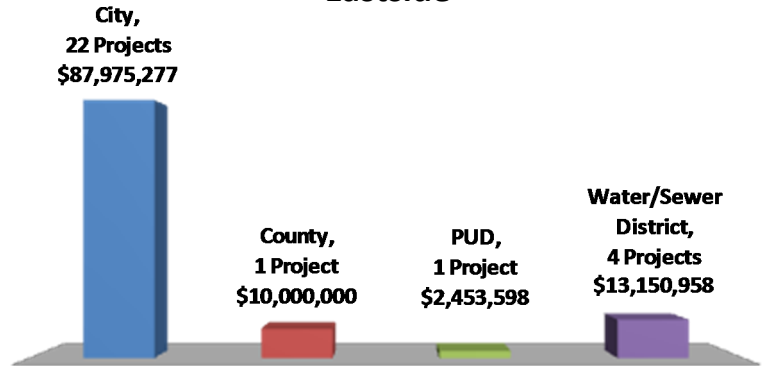 City,
22 Projects
$87,975,277
County,
1 Project
$10,000,000
PUD,
1 Project
$2,453,598
Water/Sewer
District,
4 Projects
$13,150,958